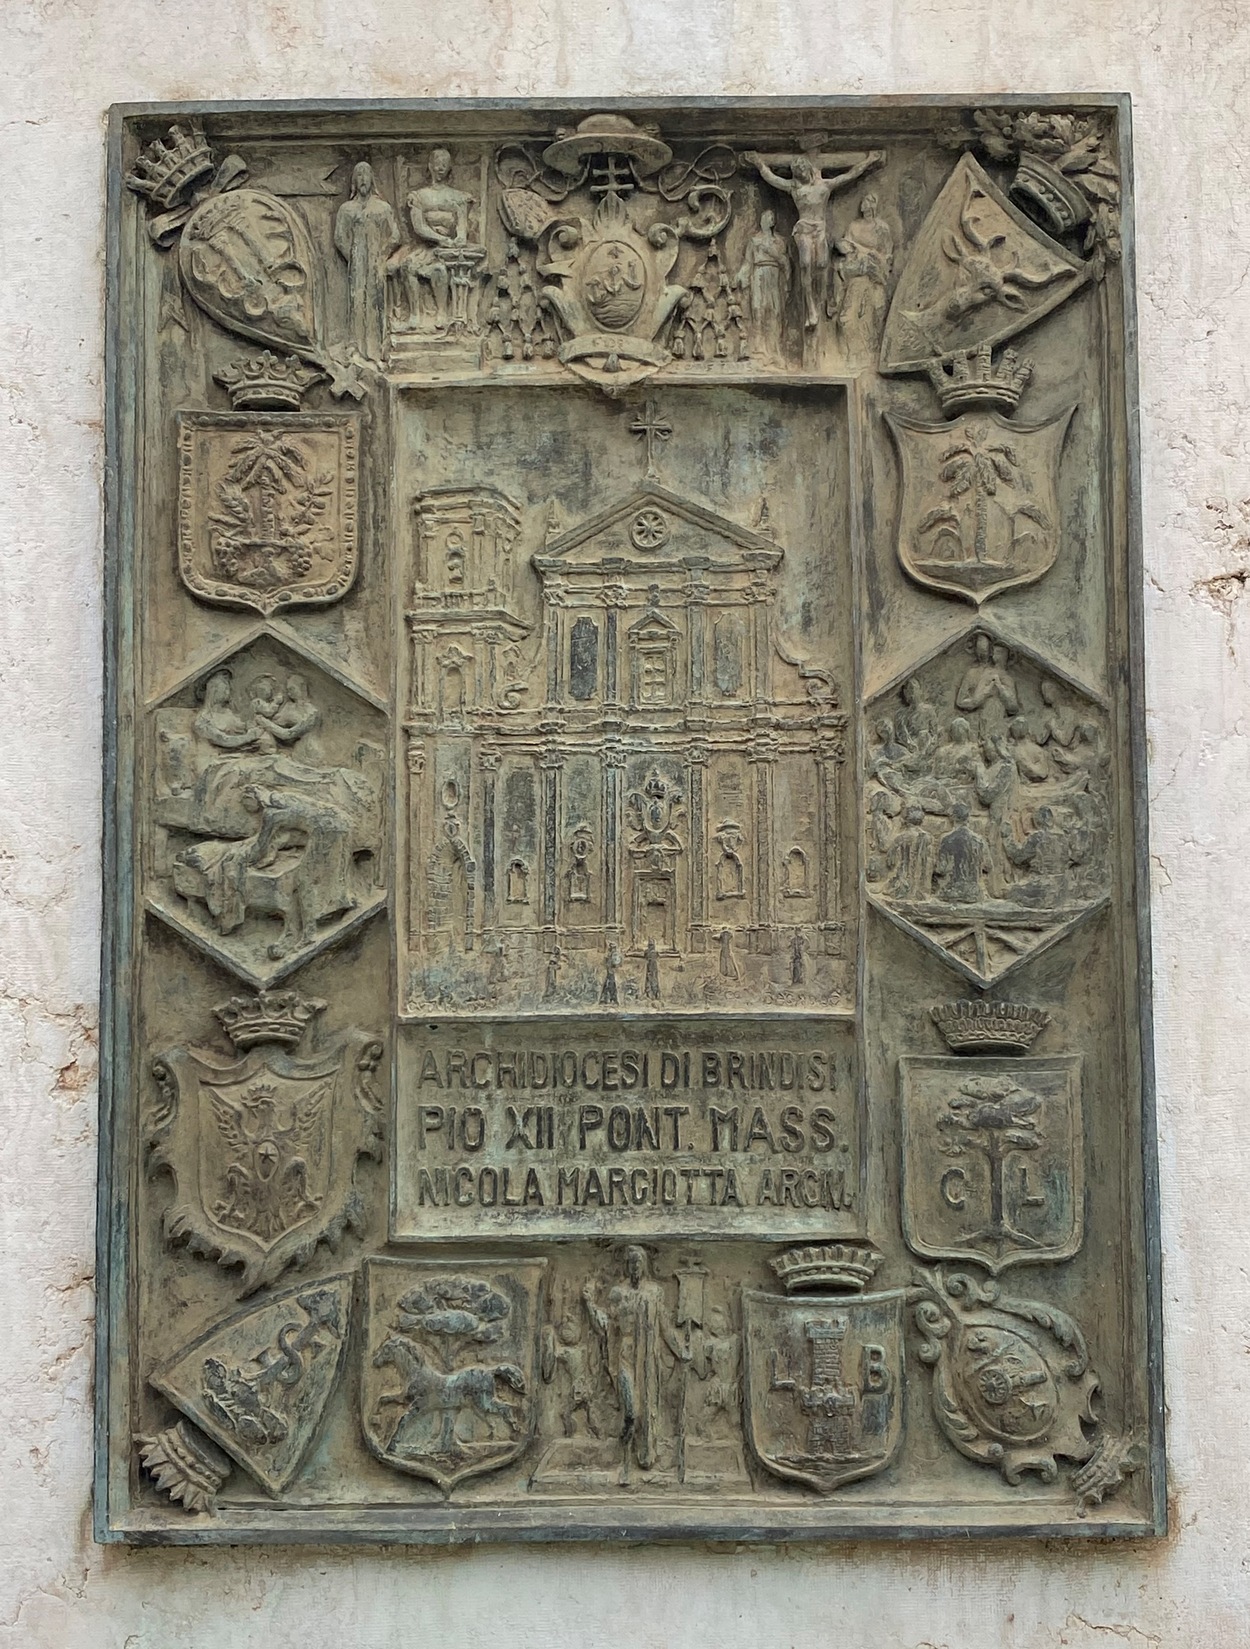 ARCHIDIOCESI DI BRINDISI
PIO XII PONT. MASS.
NICOLA MARGIOTTA ARCIV.
C L
L B